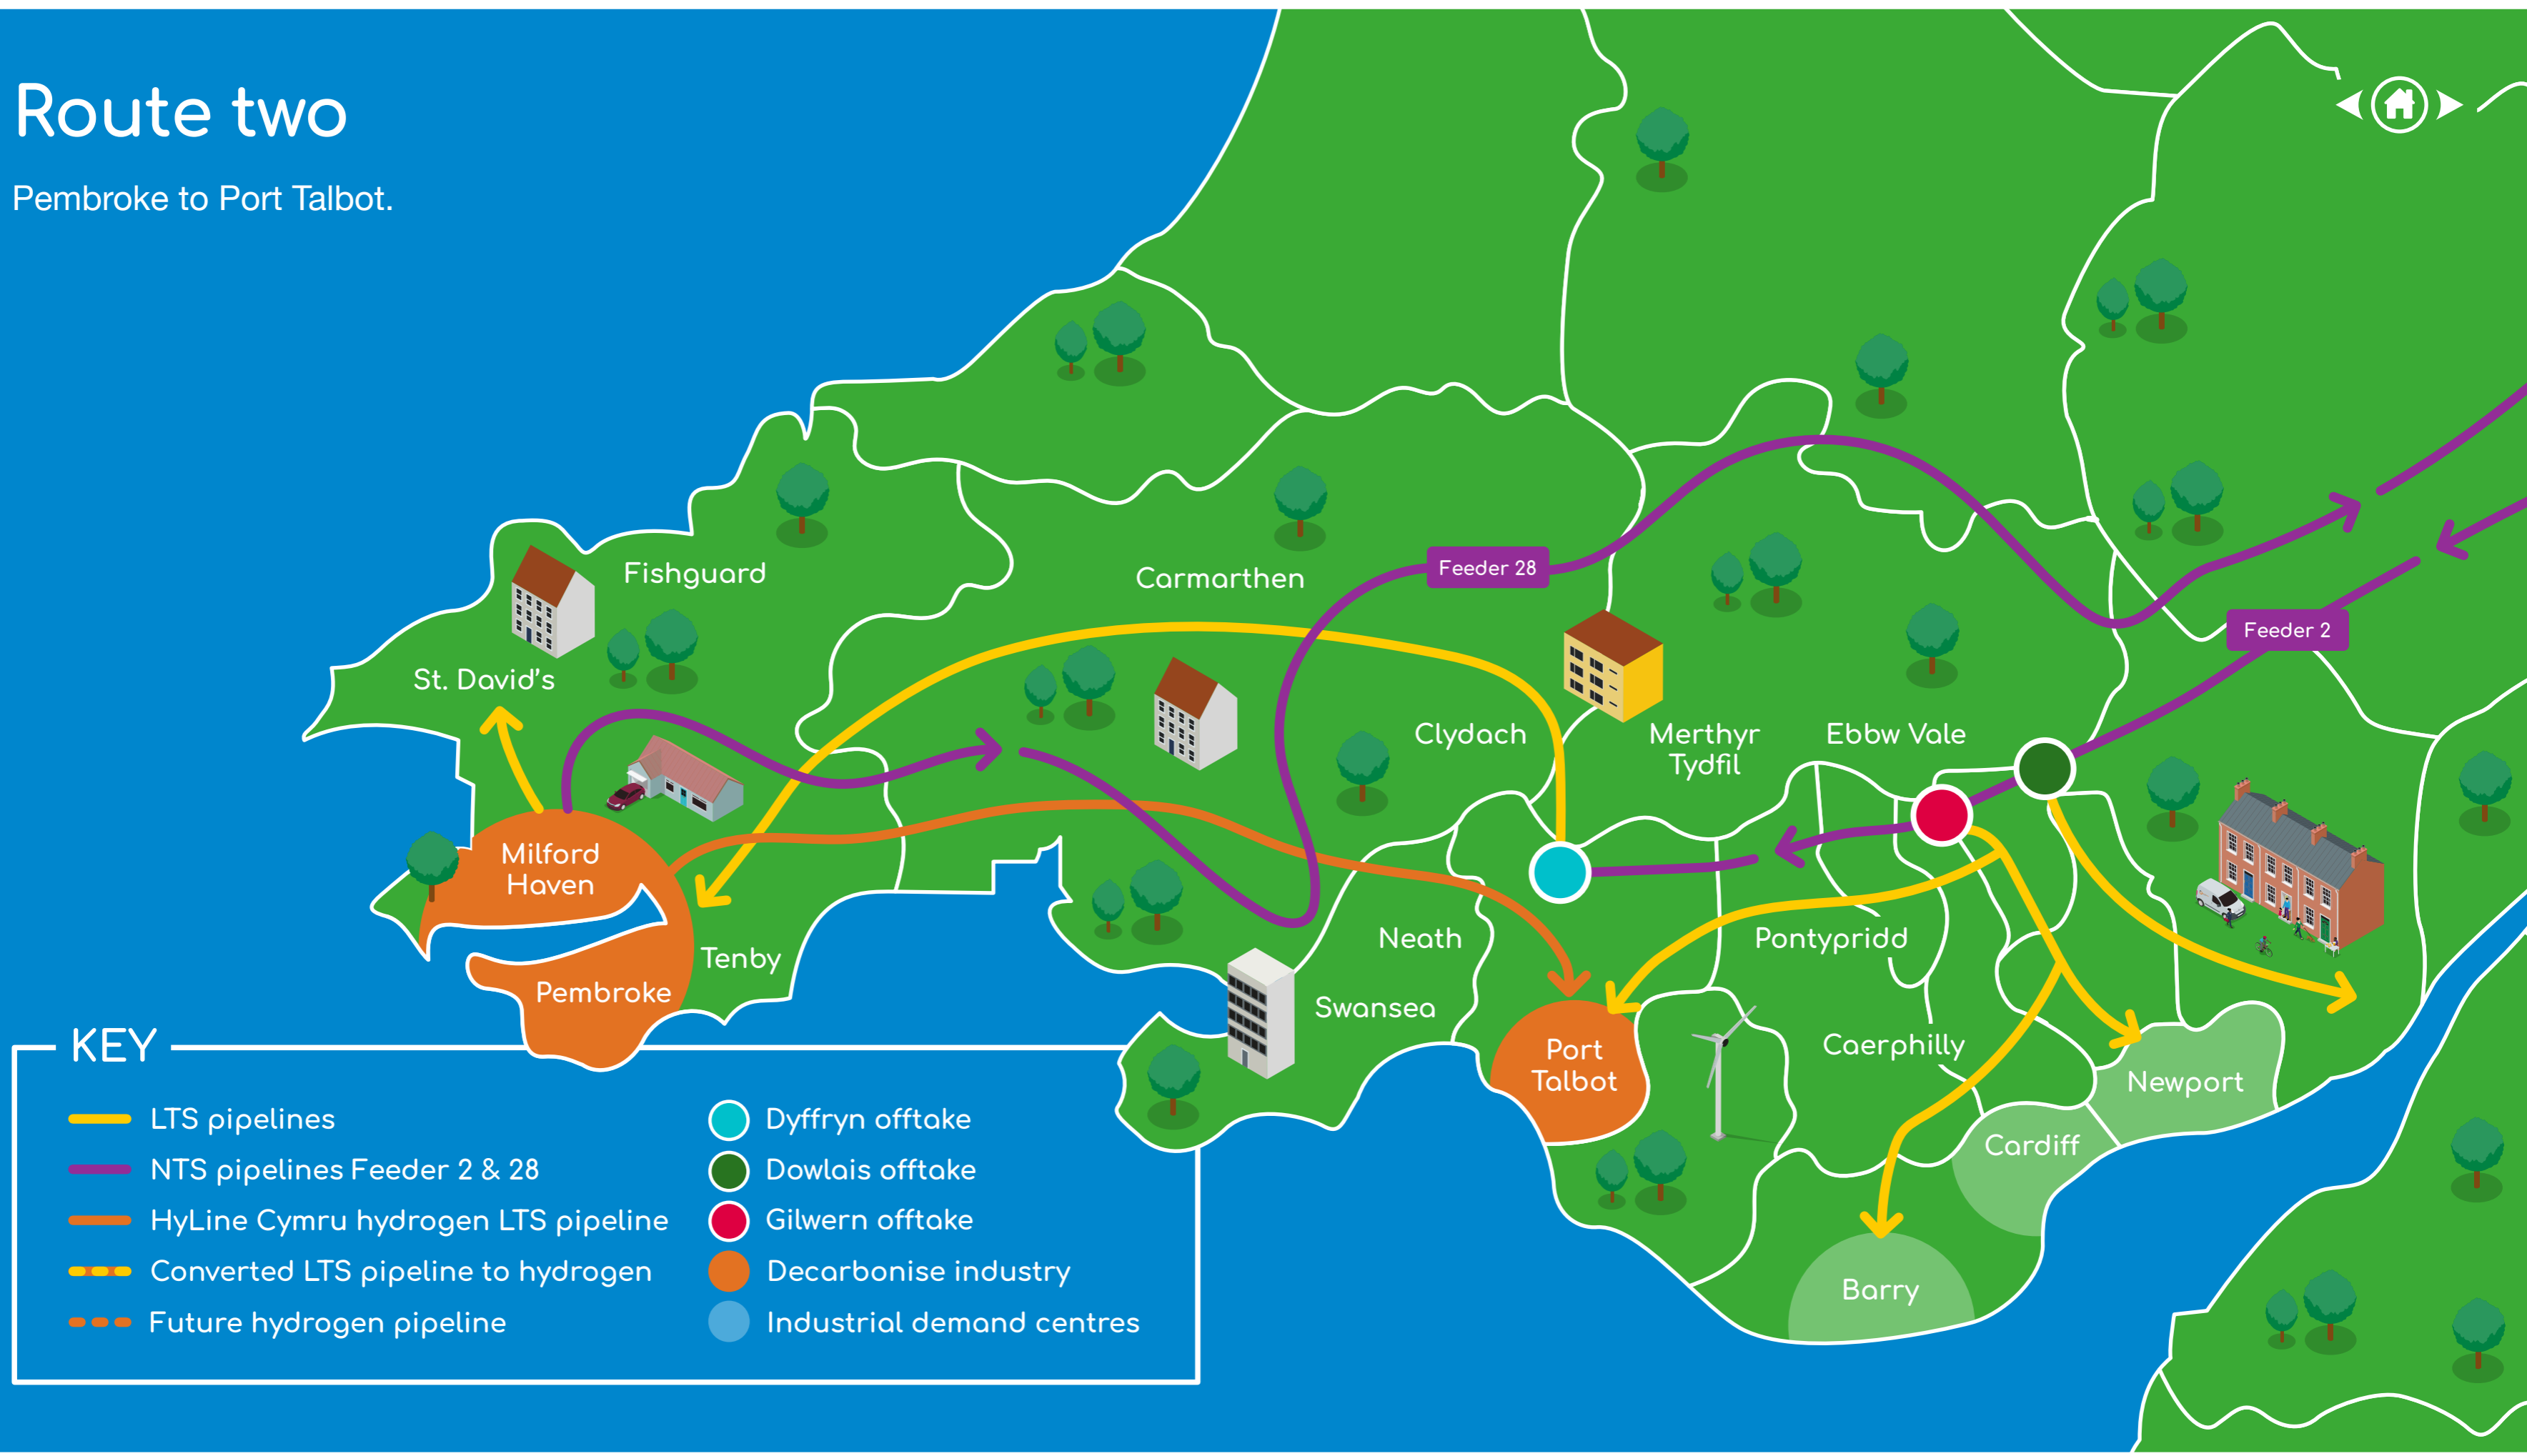 Route two
Pembroke to Port Talbot.
Feeder 28
Fishguard
Carmarthen
Feeder 2
St. David's
Clydach
Merthyr
Tydfil
Ebbw Vale
Milford
Haven
Neath
Pontypridd
Tenby
Pembroke
Swansea
Port
Talbot
Caerphilly
Newport
Cardiff
Barry
KEY
LTS pipelines
NTS pipelines Feeder 2 & 28
HyLine Cymru hydrogen LTS pipeline
Converted LTS pipeline to hydrogen
Future hydrogen pipeline
Dyffryn offtake
Dowlais offtake
Gilwern offtake
Decarbonise industry
Industrial demand centres